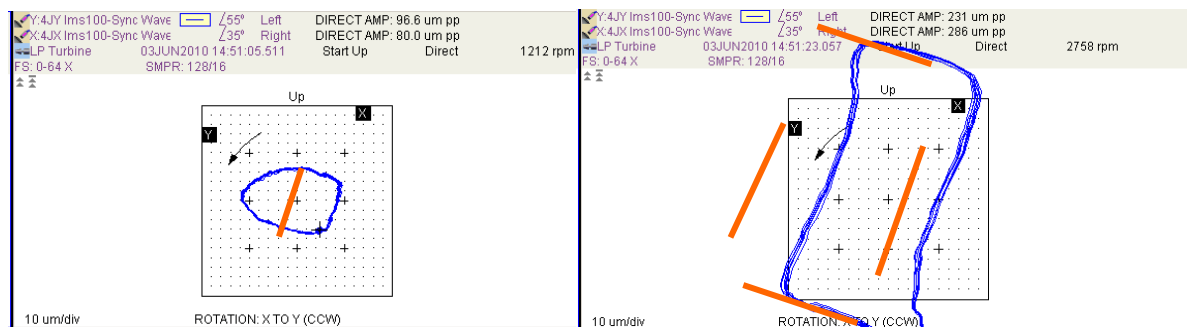 Y:4JY Ims100-Sync Wave ∠55° Left DIRECT AMP: 96.6 um pp
X:4JX Ims100-Sync Wave ∠35° Right DIRECT AMP: 80.0 um pp
LP Turbine 03JUN2010 14:51:05.511 Start Up Direct 1212 rpm
FS: 0-64 X SMPR: 128/16
Up
X
Y
10 um/div ROTATION: X TO Y (CCW)
Y:4JY Ims100-Sync Wave ∠55° Left DIRECT AMP: 231 um pp
X:4JX Ims100-Sync Wave ∠35° Right DIRECT AMP: 286 um pp
LP Turbine 03JUN2010 14:51:23.057 Start Up Direct 2758 rpm
FS: 0-64 X SMPR: 128/16
Up
X
Y
10 um/div ROTATION: X TO Y (CCW)